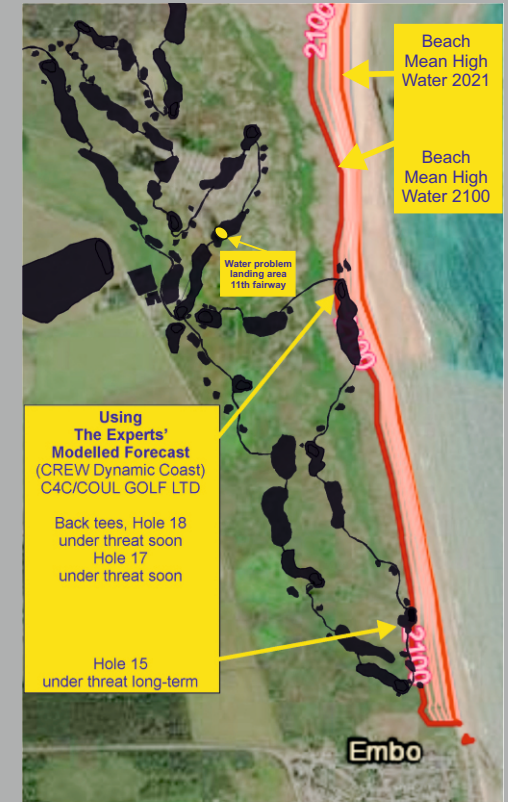 2100
Beach
Mean High
Water 2021
Beach
Mean High
Water 2100
Water problem
landing area
11th fairway
Using
The Experts'
Modelled Forecast
(CREW Dynamic Coast)
C4C/COUL GOLF LTD
Back tees, Hole 18
under threat soon
Hole 17
under threat soon
Hole 15
under threat long-term
2100
Embo